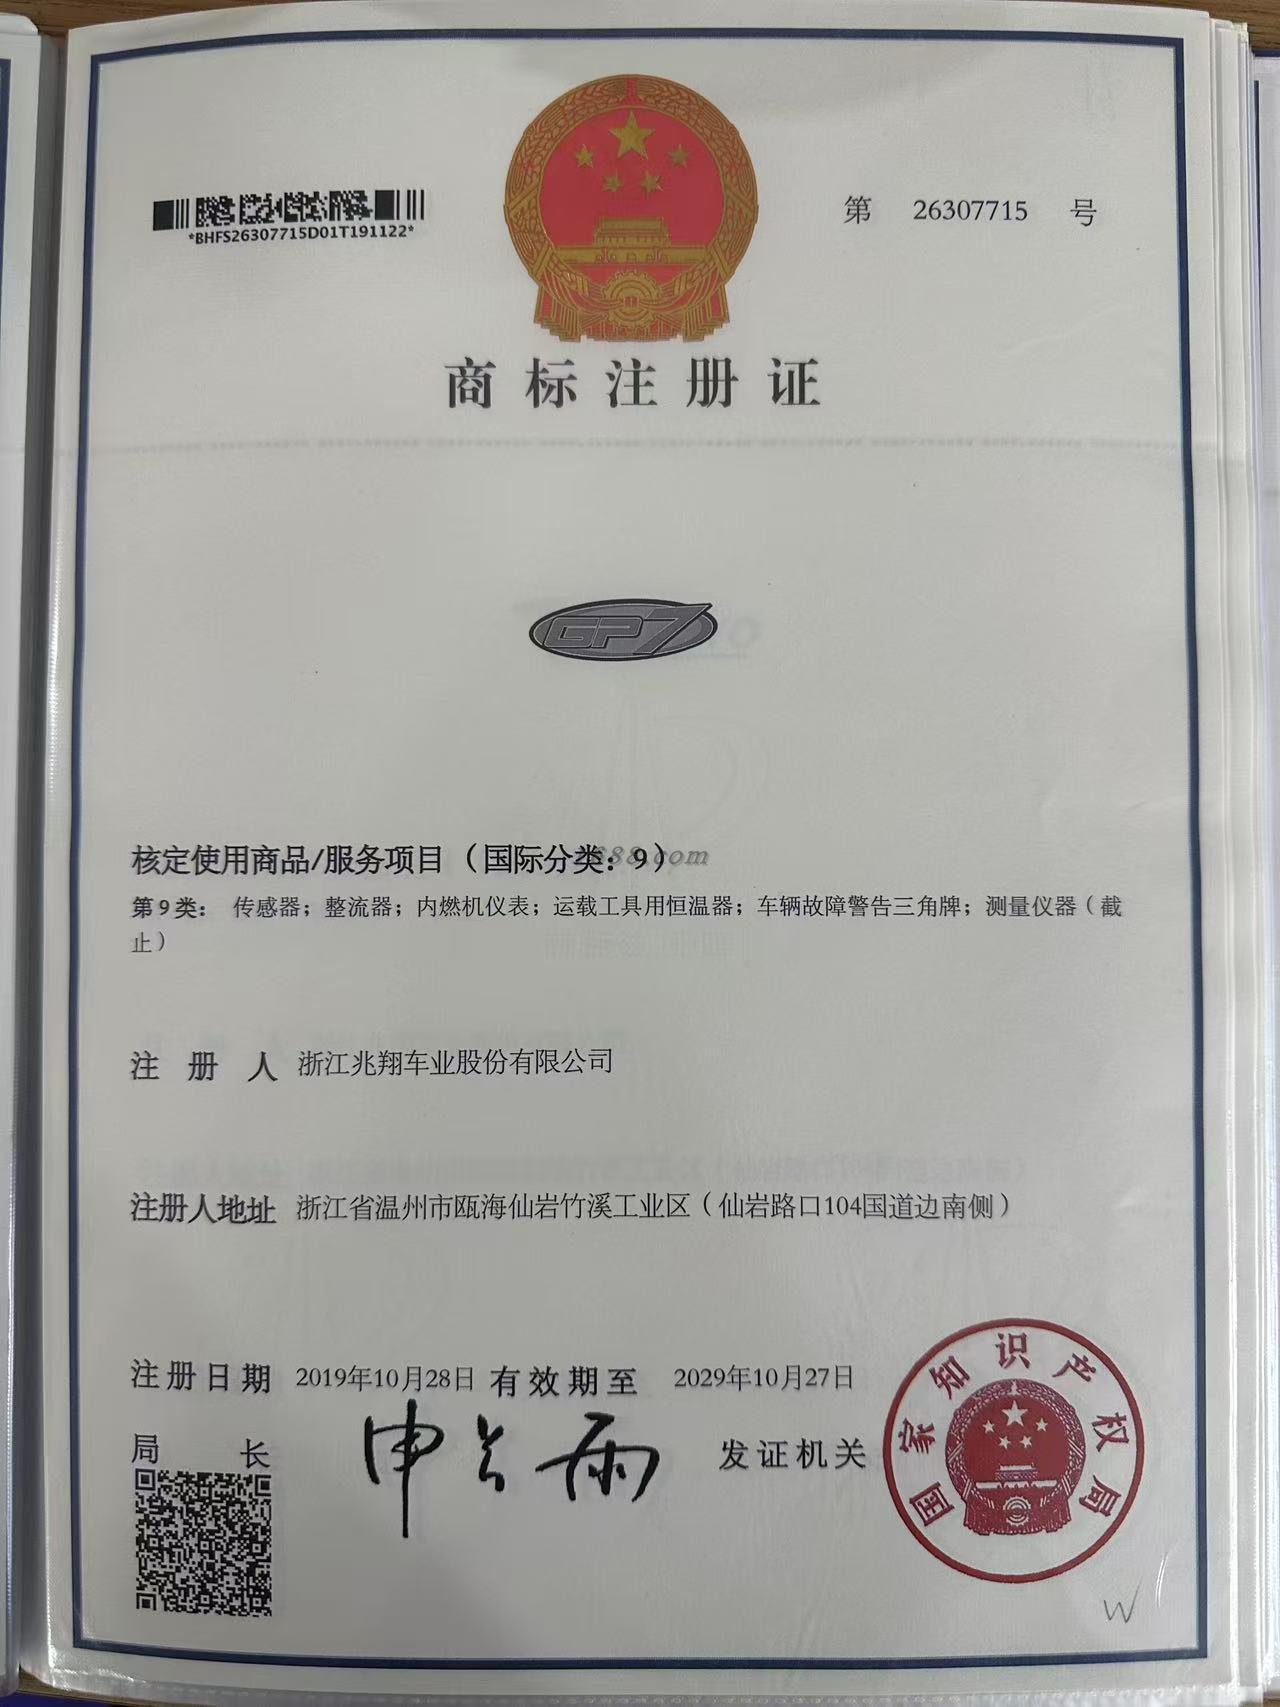 *BHFS26307715D01T191122*
第 26307715 号
商标注册证
GP7
核定使用商品/服务项目（国际分类：9）
第9类： 传感器；整流器；内燃机仪表；运载工具用恒温器；车辆故障警告三角牌；测量仪器（截
止）
注 册 人 浙江兆翔车业股份有限公司
注册人地址 浙江省温州市瓯海仙岩竹溪工业区（仙岩路口104国道边南侧）
注册日期 2019年10月28日 有效期至 2029年10月27日
局 长 申长雨 发证机关
国家知识产权局
W